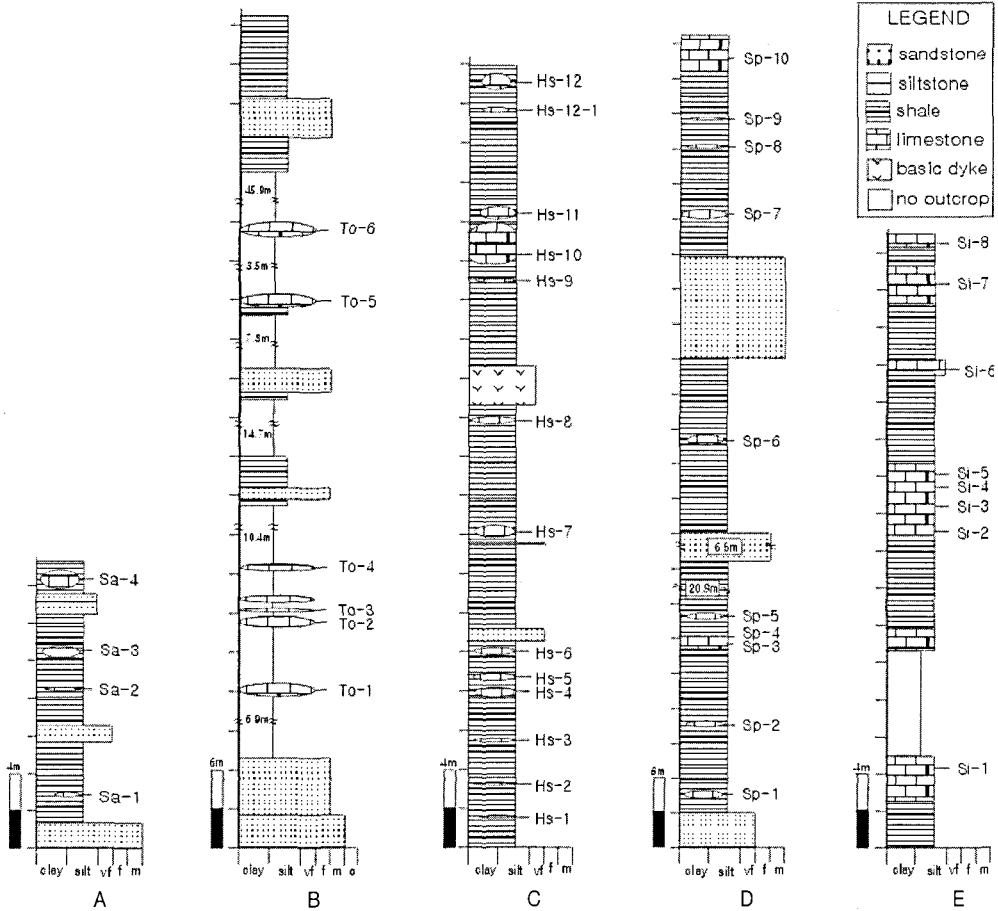 LEGEND
sandstone
siltstone
shale
limestone
basic dyke
no outcrop
Sa-4
Sa-3
Sa-2
Sa-1
4m
clay silt vf f m
A
45.9m
To-6
3.5m
To-5
14.7m
10.4m
To-4
To-3
To-2
To-1
6.9m
6m
clay silt vf f m c
B
Hs-12
Hs-12-1
Hs-11
Hs-10
Hs-9
Hs-8
Hs-7
Hs-6
Hs-5
Hs-4
Hs-3
Hs-2
Hs-1
4m
clay silt vf f m
C
Sp-10
Sp-9
Sp-8
Sp-7
Sp-6
20.9m
Sp-5
Sp-4
Sp-3
Sp-2
Sp-1
6m
clay silt vf f m
D
Si-8
Si-7
Si-6
Si-5
Si-4
Si-3
Si-2
Si-1
4m
clay silt vf f m
E